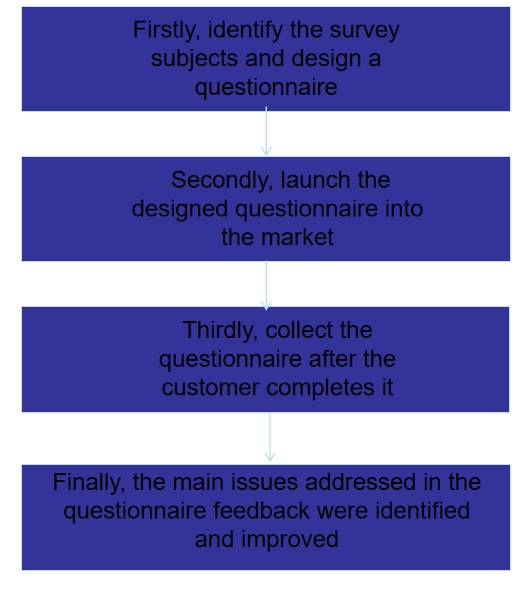 Firstly, identify the survey
subjects and design a
questionnaire
Secondly, launch the
designed questionnaire into
the market
Thirdly, collect the
questionnaire after the
customer completes it
Finally, the main issues addressed in the
questionnaire feedback were identified
and improved